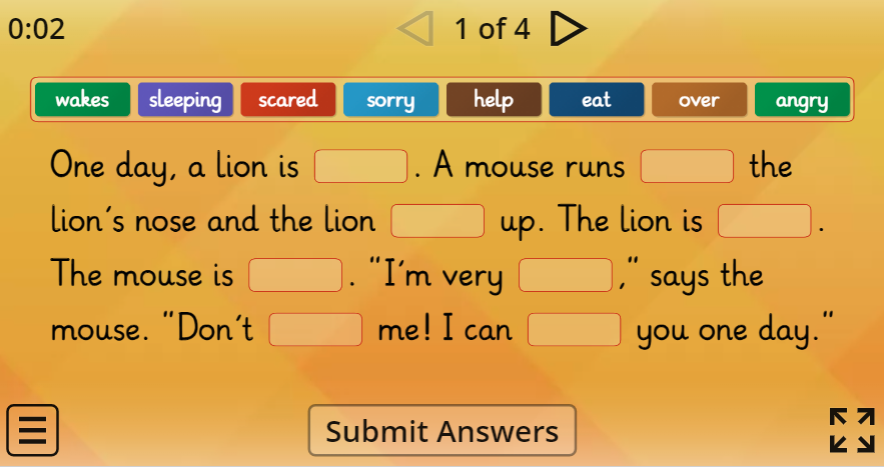 0:02
1 of 4
wakes sleeping scared sorry help eat over angry
One day, a lion is . A mouse runs the
lion's nose and the lion up. The lion is .
The mouse is . "I'm very ," says the
mouse. "Don't me! I can you one day."
Submit Answers